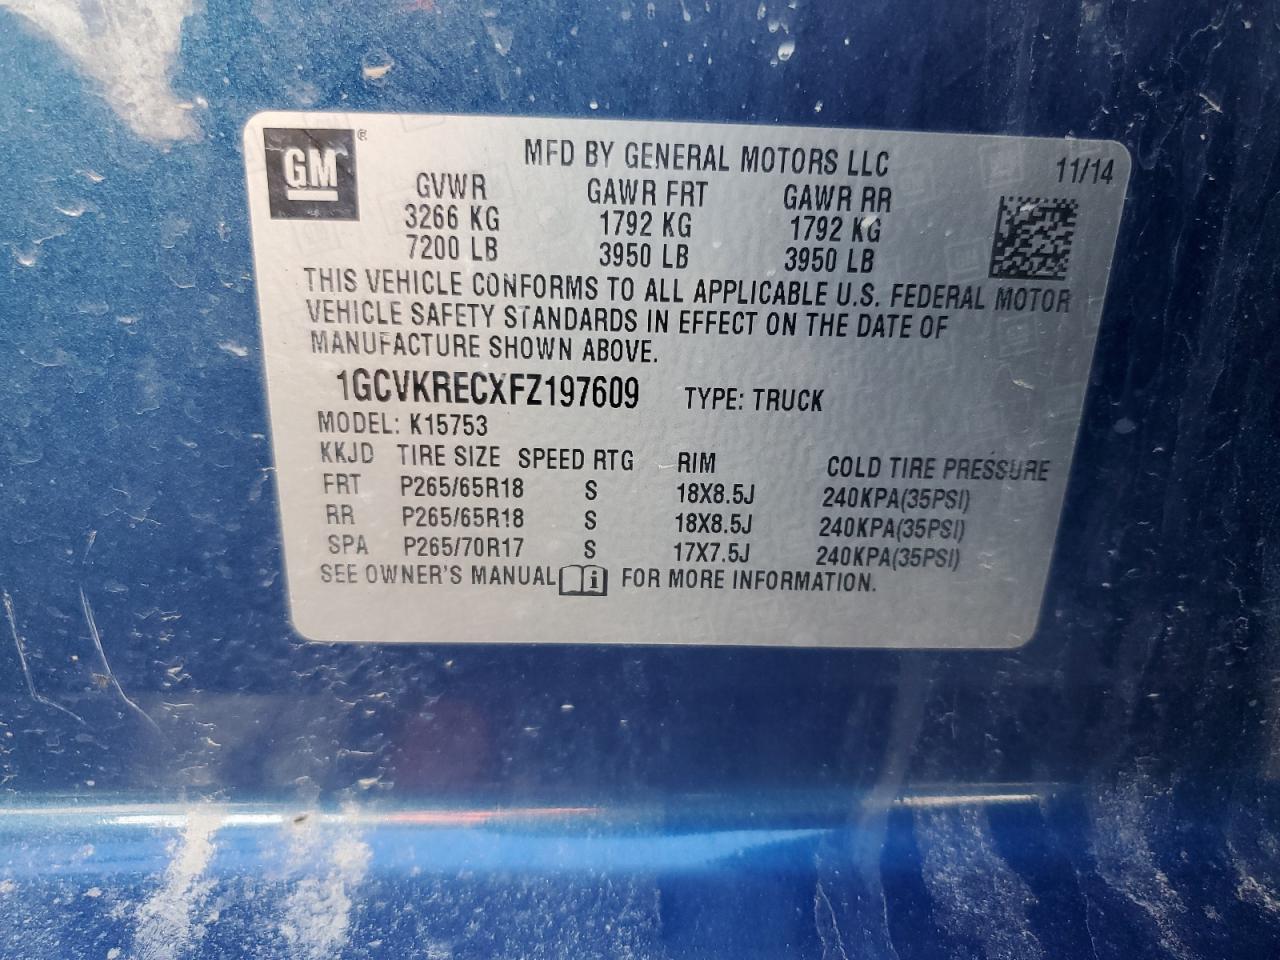 GM ®
MFD BY GENERAL MOTORS LLC 11/14
GVWR GAWR FRT GAWR RR
3266 KG 1792 KG 1792 KG
7200 LB 3950 LB 3950 LB
THIS VEHICLE CONFORMS TO ALL APPLICABLE U.S. FEDERAL MOTOR
VEHICLE SAFETY STANDARDS IN EFFECT ON THE DATE OF
MANUFACTURE SHOWN ABOVE.
1GCVKRECXFZ197609 TYPE: TRUCK
MODEL: K15753
KKJD TIRE SIZE SPEED RTG RIM COLD TIRE PRESSURE
FRT P265/65R18 S 18X8.5J 240KPA(35PSI)
RR P265/65R18 S 18X8.5J 240KPA(35PSI)
SPA P265/70R17 S 17X7.5J 240KPA(35PSI)
SEE OWNER'S MANUAL i FOR MORE INFORMATION.